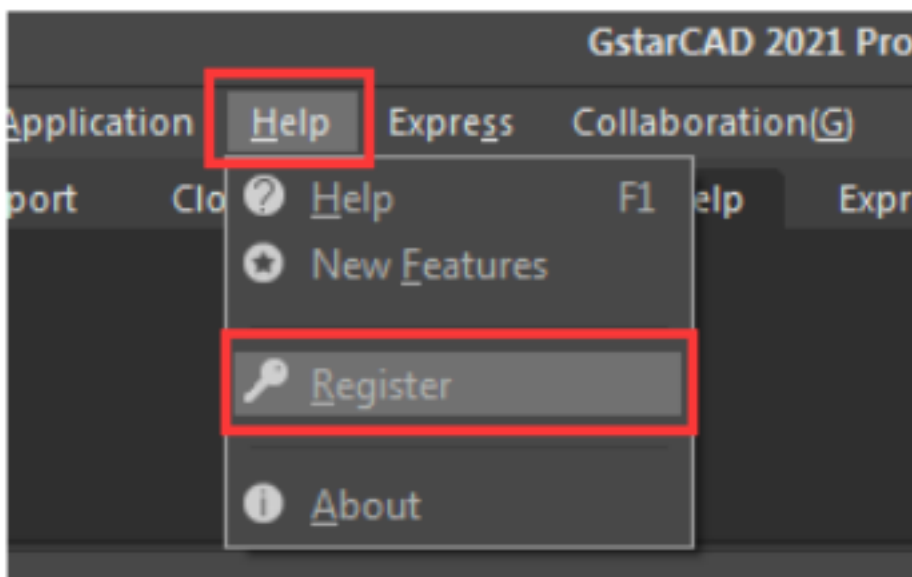 GstarCAD 2021 Pro
Application Help Express Collaboration(G)
port Clo elp Expr
Help F1
New Features
Register
About